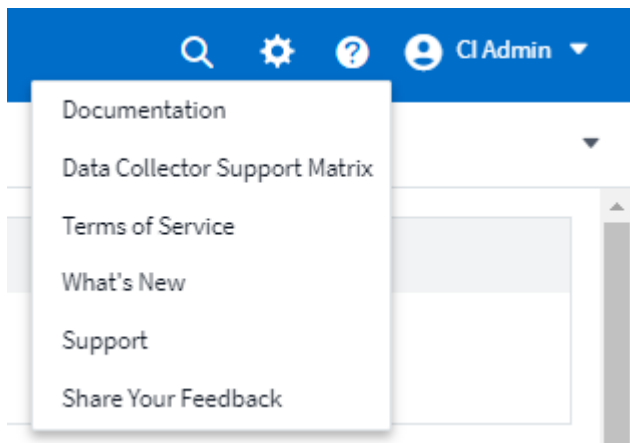 CI Admin
Documentation
Data Collector Support Matrix
Terms of Service
What's New
Support
Share Your Feedback